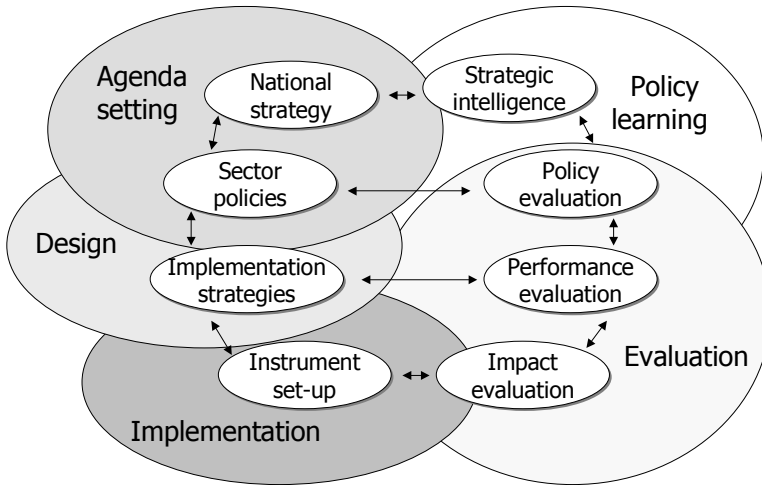 Agenda
setting
National
strategy
Strategic
intelligence
Policy
learning
Sector
policies
Policy
evaluation
Design
Implementation
strategies
Performance
evaluation
Instrument
set-up
Impact
evaluation
Evaluation
Implementation